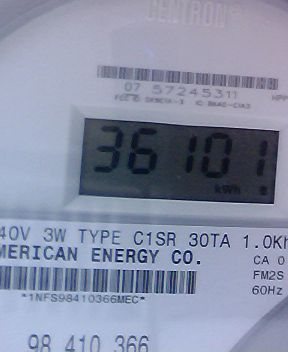 CENTRON®
07 57245311
36101
kWh
40V 3W TYPE C1SR 30TA 1.0Kh
MERICAN ENERGY CO.
CA 0
FM2S
60Hz
*1NFS98410366MEC*
98 410 366